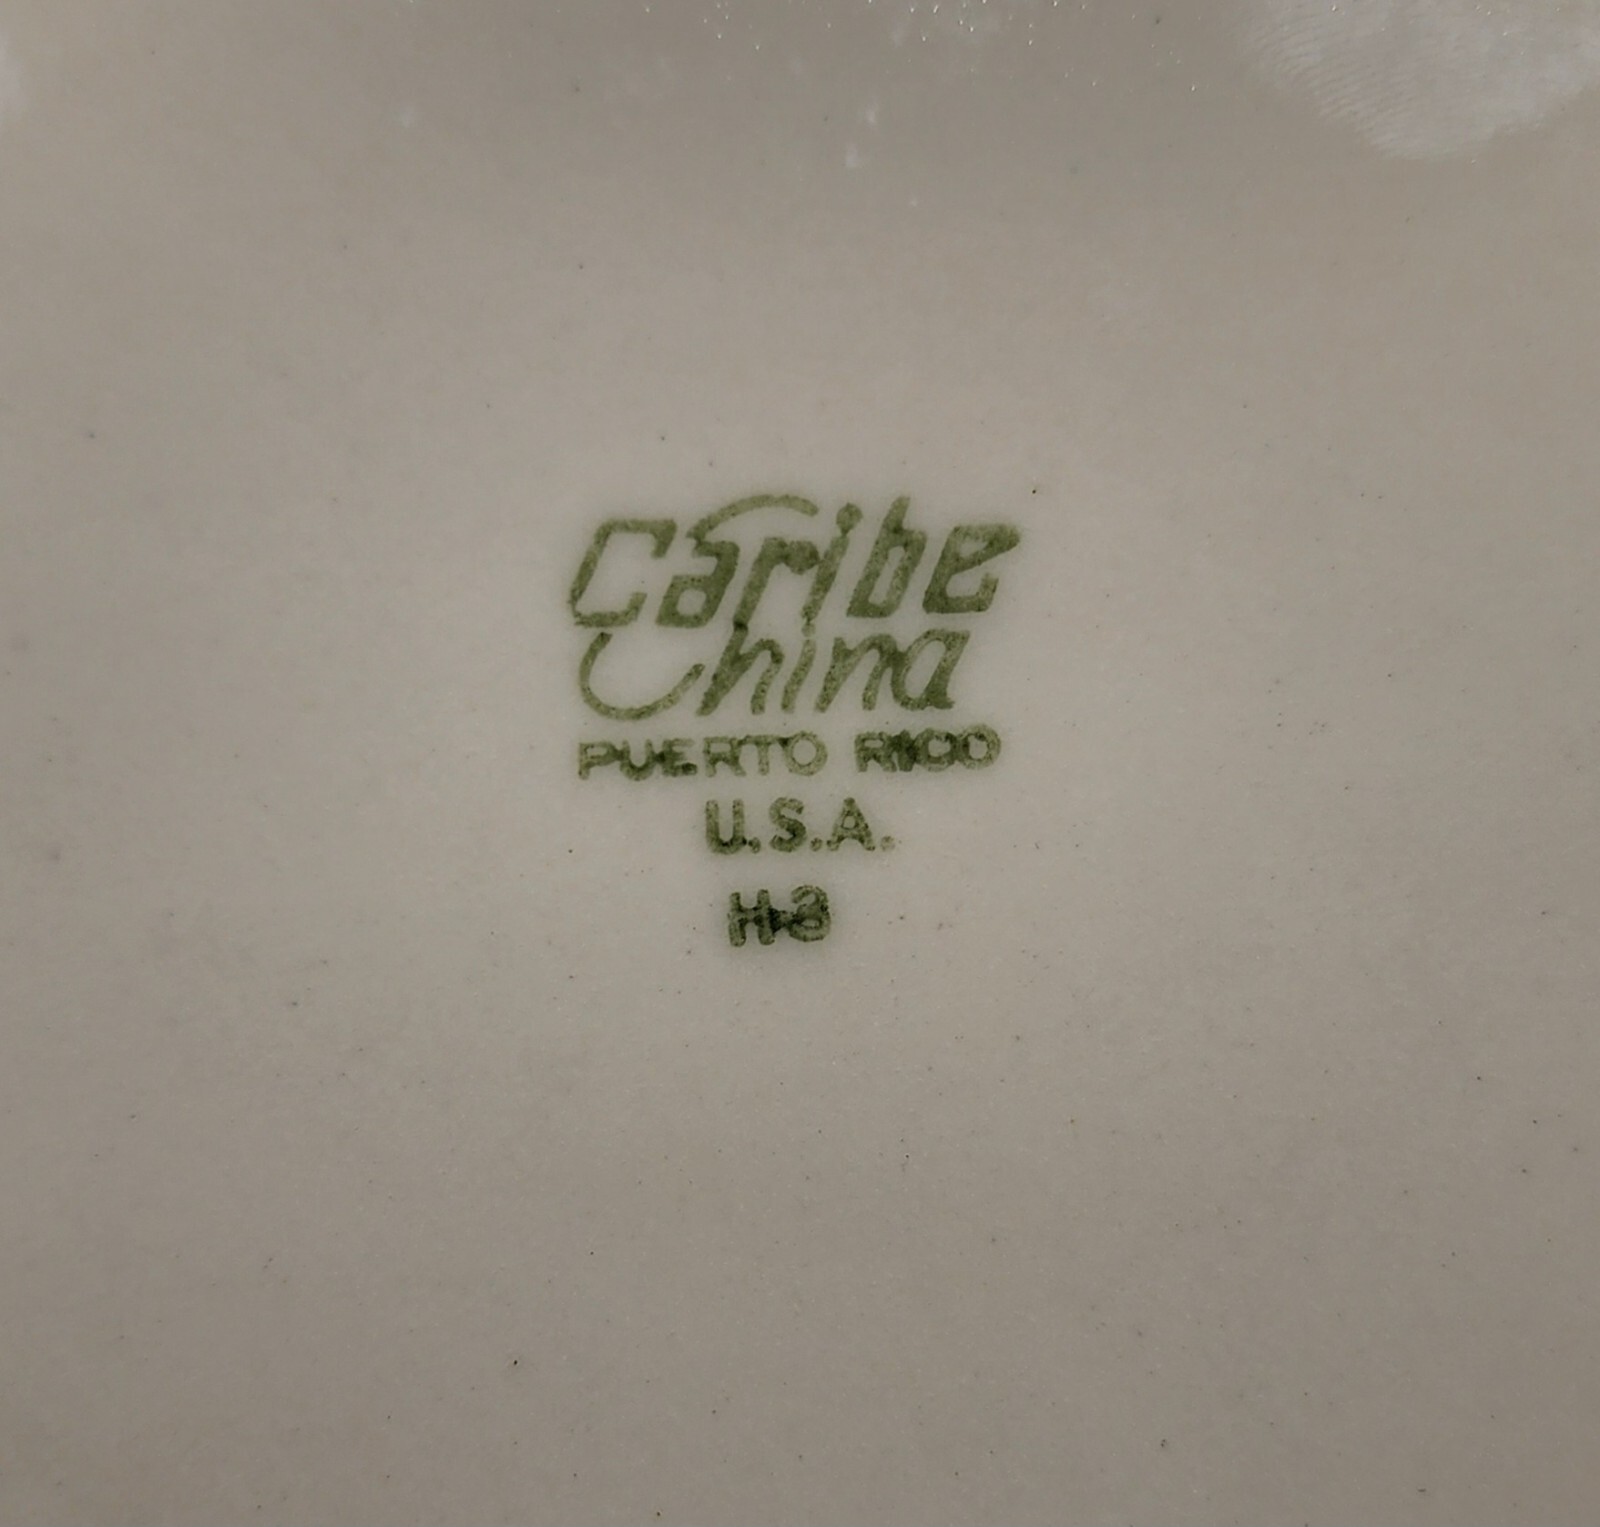 Caribe
China
PUERTO RICO
U.S.A.
H-3